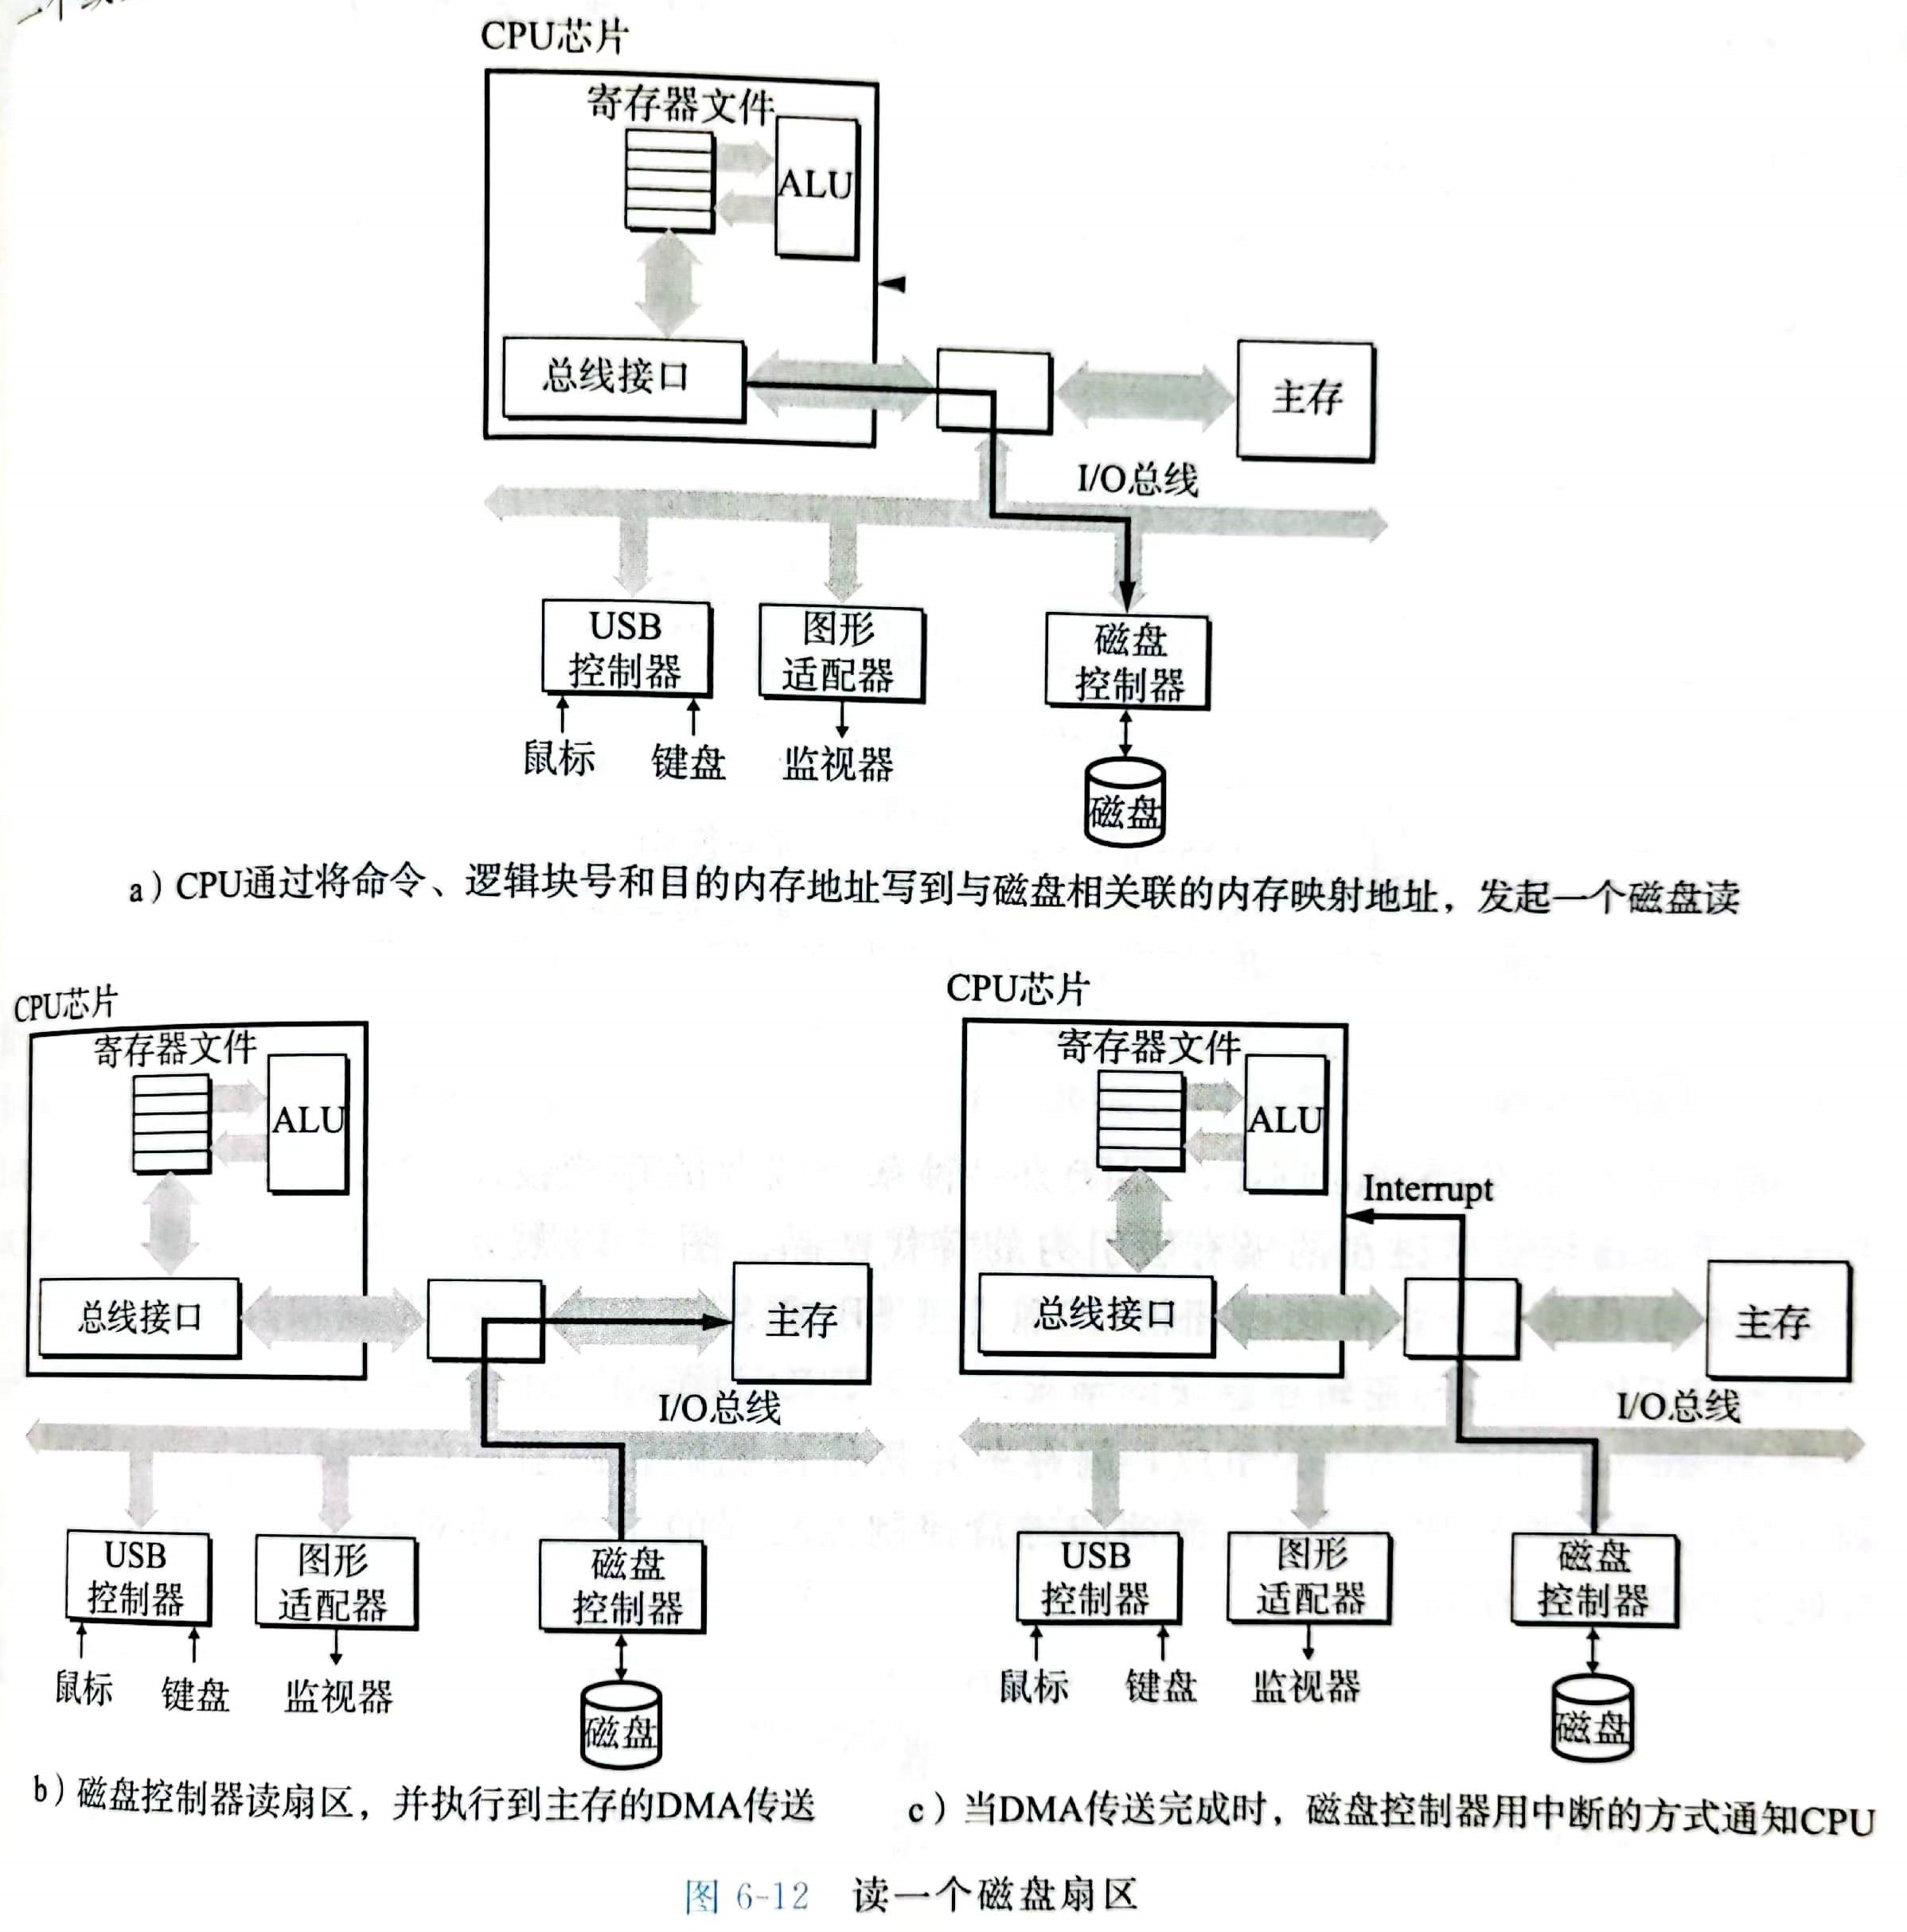 CPU芯片
寄存器文件
ALU
总线接口
主存
I/O总线
USB
控制器
图形
适配器
磁盘
控制器
鼠标
键盘
监视器
磁盘
a）CPU通过将命令、逻辑块号和目的内存地址写到与磁盘相关联的内存映射地址，发起一个磁盘读
CPU芯片
寄存器文件
ALU
总线接口
主存
I/O总线
USB
控制器
图形
适配器
磁盘
控制器
鼠标
键盘
监视器
磁盘
b）磁盘控制器读扇区，并执行到主存的DMA传送
CPU芯片
寄存器文件
ALU
Interrupt
总线接口
主存
I/O总线
USB
控制器
图形
适配器
磁盘
控制器
鼠标
键盘
监视器
磁盘
c）当DMA传送完成时，磁盘控制器用中断的方式通知CPU
图 6-12 读一个磁盘扇区